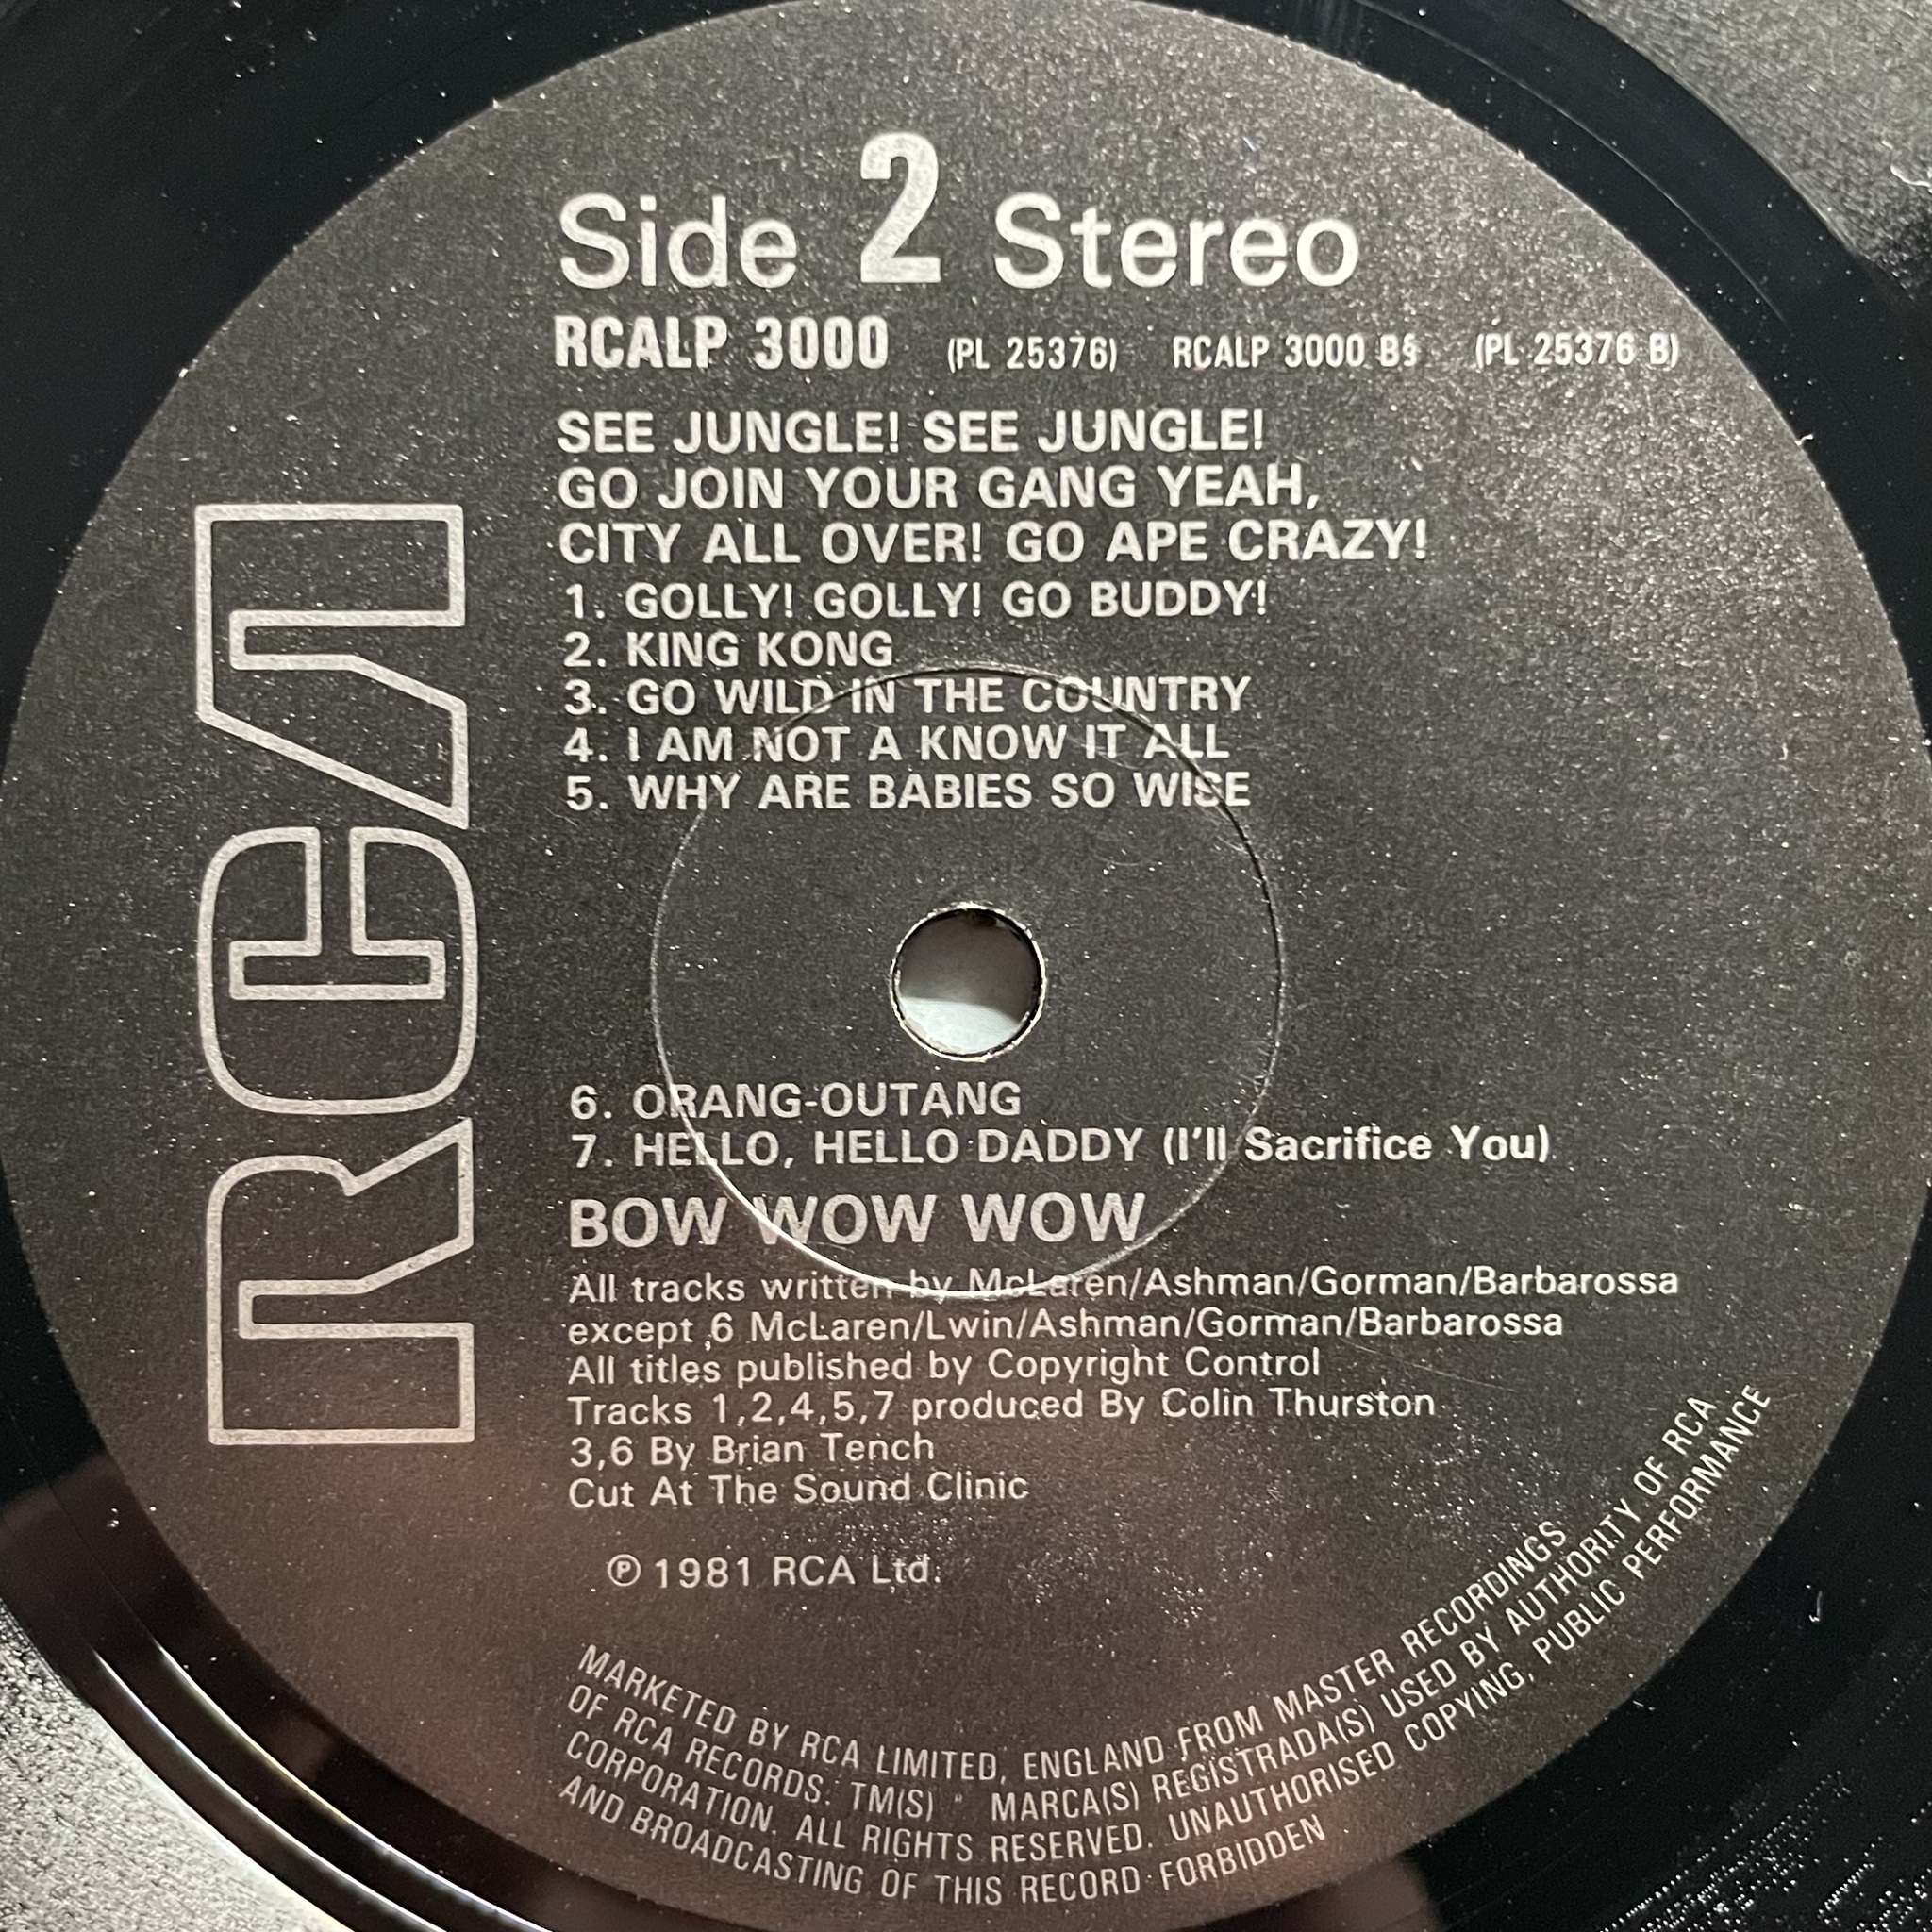 Side 2 Stereo
RCALP 3000 (PL 25376) RCALP 3000 B§ (PL 25376 B)
SEE JUNGLE! SEE JUNGLE!
GO JOIN YOUR GANG YEAH,
CITY ALL OVER! GO APE CRAZY!
1. GOLLY! GOLLY! GO BUDDY!
2. KING KONG
3. GO WILD IN THE COUNTRY
4. I AM NOT A KNOW IT ALL
5. WHY ARE BABIES SO WISE
RCA
6. ORANG-OUTANG
7. HELLO, HELLO DADDY (I'll Sacrifice You)
BOW WOW WOW
All tracks written by McLaren/Ashman/Gorman/Barbarossa
except 6 McLaren/Lwin/Ashman/Gorman/Barbarossa
All titles published by Copyright Control
Tracks 1,2,4,5,7 produced By Colin Thurston
3,6 By Brian Tench
Cut At The Sound Clinic
℗ 1981 RCA Ltd.
MARKETED BY RCA LIMITED, ENGLAND FROM MASTER RECORDINGS
OF RCA RECORDS. TM(S) ® MARCA(S) REGISTRADA(S) USED BY AUTHORITY OF RCA
CORPORATION. ALL RIGHTS RESERVED. UNAUTHORISED COPYING, PUBLIC PERFORMANCE
AND BROADCASTING OF THIS RECORD FORBIDDEN